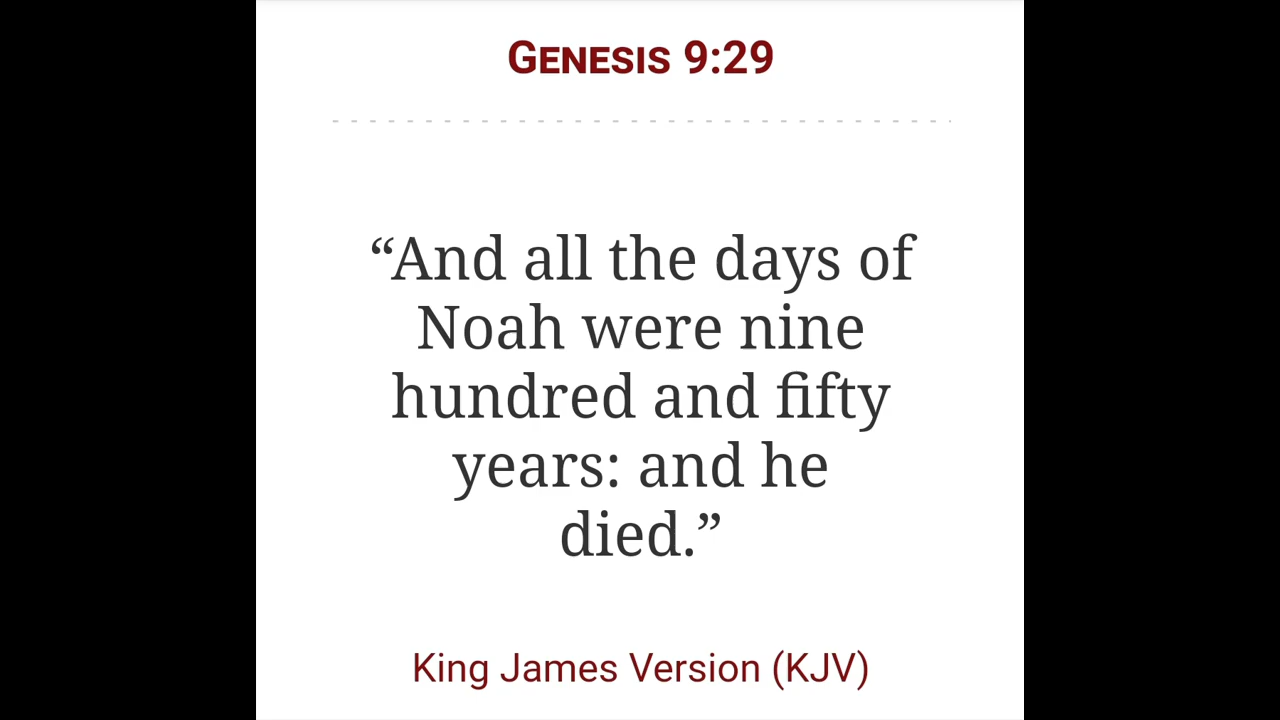 Genesis 9:29
“And all the days of
Noah were nine
hundred and fifty
years: and he
died.”
King James Version (KJV)